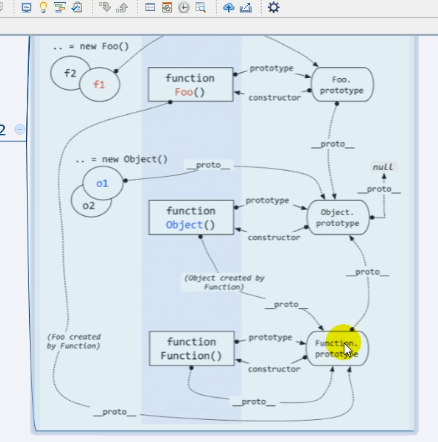 .. = new Foo()
f2
f1
function
Foo()
prototype
constructor
Foo.
prototype
__proto__
2
.. = new Object()
o1
o2
__proto__
null
__proto__
function
Object()
prototype
constructor
Object.
prototype
(Object created by
Function)
__proto__
__proto__
(Foo created
by Function)
function
Function()
prototype
constructor
Function.
prototype
__proto__
__proto__